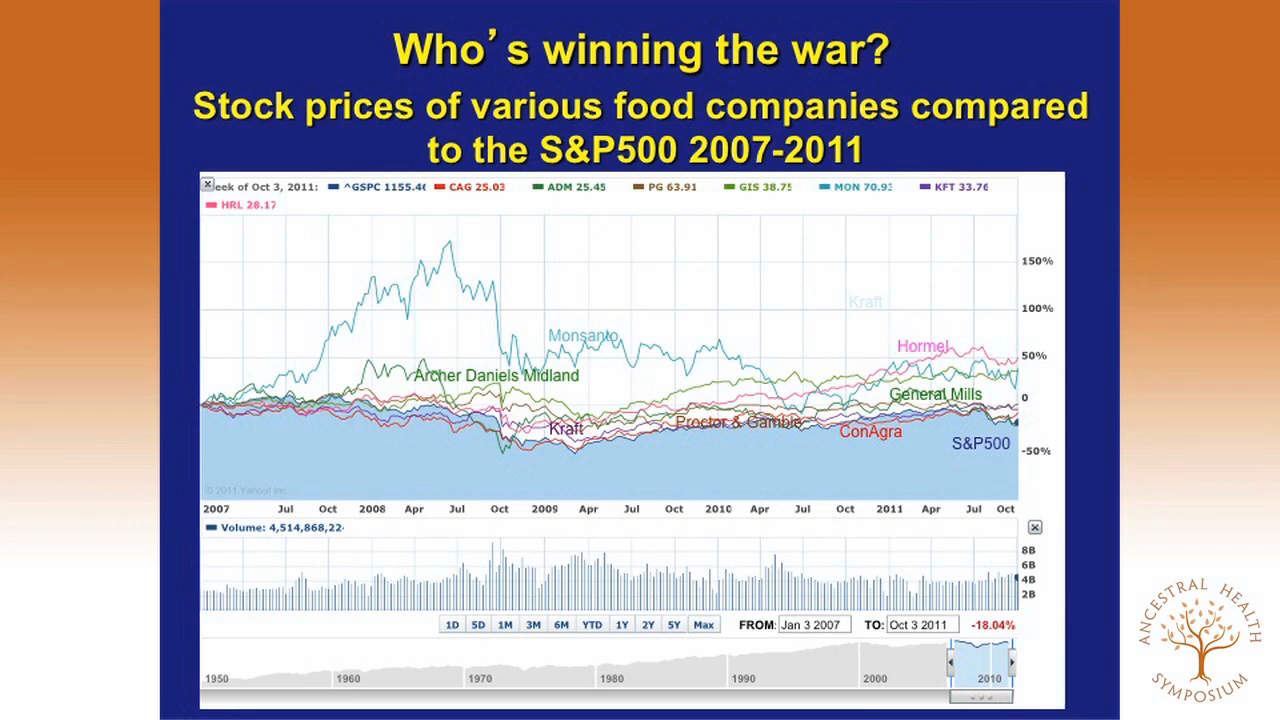 Who’s winning the war?
Stock prices of various food companies compared
to the S&P500 2007-2011
eek of Oct 3, 2011: ^GSPC 1155.46 CAG 25.03 ADM 25.45 PG 63.91 GIS 38.75 MON 70.93 KFT 33.76
HRL 28.17
150%
Kraft
100%
Monsanto
Hormel
50%
Archer Daniels Midland
General Mills
0
Proctor & Gamble
Kraft
ConAgra
S&P500
-50%
© 2011 Yahoo! Inc.
2007 Jul Oct 2008 Apr Jul Oct 2009 Apr Jul Oct 2010 Apr Jul Oct 2011 Apr Jul Oct
Volume: 4,514,868,22
8B
6B
4B
2B
1D 5D 1M 3M 6M YTD 1Y 2Y 5Y Max FROM: Jan 3 2007 TO: Oct 3 2011 -18.04%
1950 1960 1970 1980 1990 2000 2010
ANCESTRAL HEALTH
SYMPOSIUM